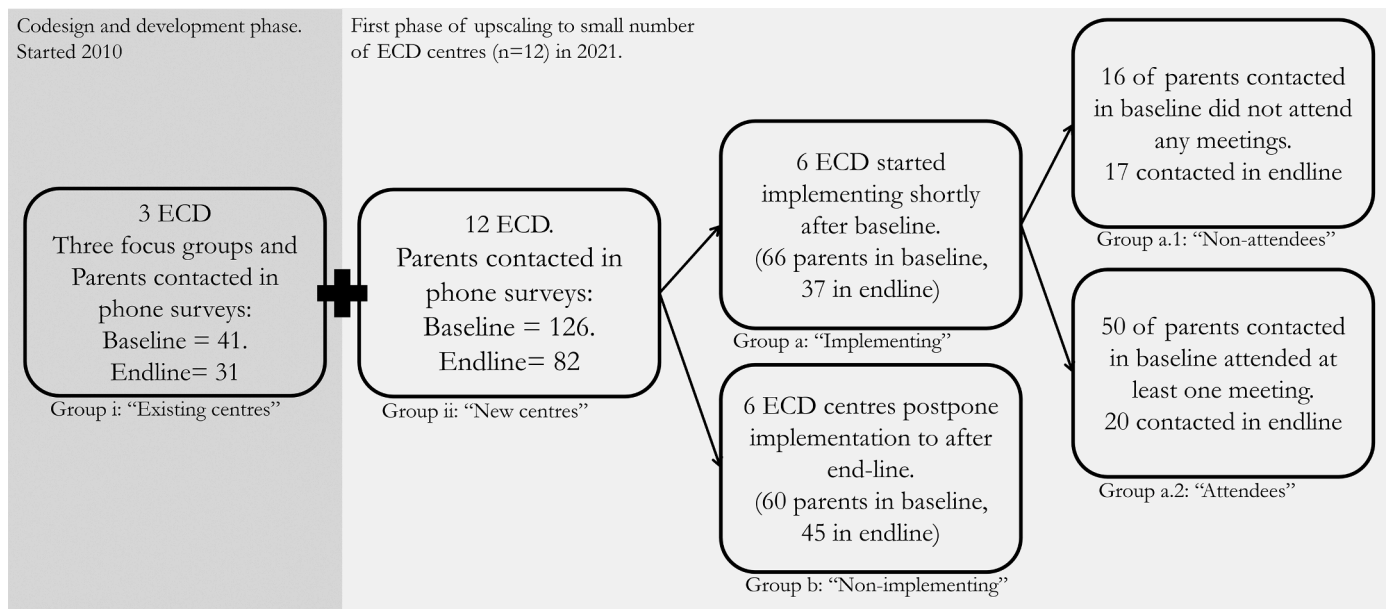 Codesign and development phase.
Started 2010
First phase of upscaling to small number
of ECD centres (n=12) in 2021.
3 ECD
Three focus groups and
Parents contacted in
phone surveys:
Baseline = 41.
Endline= 31
Group i: “Existing centres”
12 ECD.
Parents contacted in
phone surveys:
Baseline = 126.
Endline= 82
Group ii: “New centres”
6 ECD started
implementing shortly
after baseline.
(66 parents in baseline,
37 in endline)
Group a: “Implementing”
6 ECD centres postpone
implementation to after
end-line.
(60 parents in baseline,
45 in endline)
Group b: “Non-implementing”
16 of parents contacted
in baseline did not attend
any meetings.
17 contacted in endline
Group a.1: “Non-attendees”
50 of parents contacted
in baseline attended at
least one meeting.
20 contacted in endline
Group a.2: “Attendees”